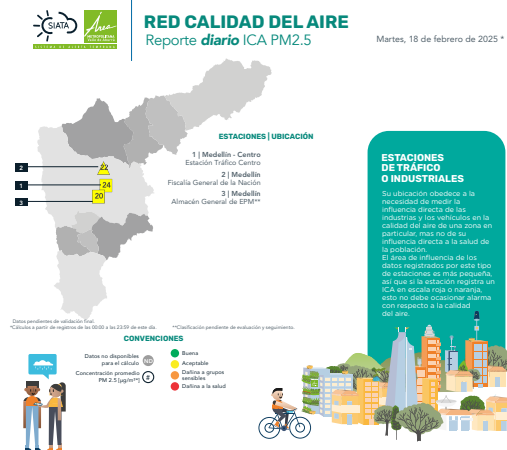 SIATA
Área
METROPOLITANA
Valle de Aburrá
SISTEMA DE ALERTA TEMPRANA
RED CALIDAD DEL AIRE
Reporte diario ICA PM2.5
Martes, 18 de febrero de 2025 *
ESTACIONES | UBICACIÓN
1 | Medellín - Centro
Estación Tráfico Centro
2 | Medellín
Fiscalía General de la Nación
3 | Medellín
Almacén General de EPM**
2
22
1
24
3
20
ESTACIONES
DE TRÁFICO
O INDUSTRIALES
Su ubicación obedece a la
necesidad de medir la
influencia directa de las
industrias y los vehículos en la
calidad del aire de una zona en
particular, mas no de su
influencia directa a la salud de
la población.
El área de influencia de los
datos registrados por este tipo
de estaciones es más pequeña,
así que si la estación registra un
ICA en escala roja o naranja,
esto no debe ocasionar alarma
con respecto a la calidad
del aire.
Datos pendientes de validación final.
*Cálculos a partir de registros de las 00:00 a las 23:59 de este día.
**Clasificación pendiente de evaluación y seguimiento.
CONVENCIONES
Datos no disponibles
para el cálculo
ND
Concentración promedio
PM 2.5 (µg/m³)
#
Buena
Aceptable
Dañina a grupos
sensibles
Dañina a la salud